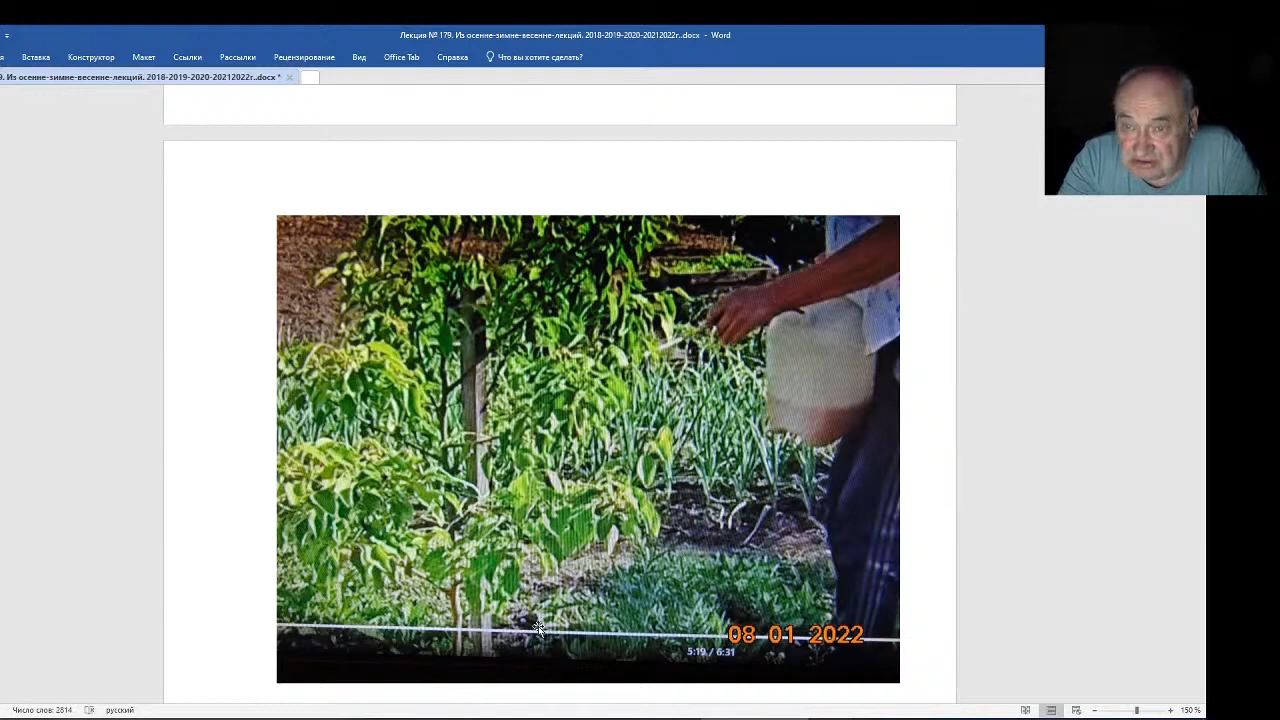 Лекция № 179. Из осенне-зимне-весенне-лекций. 2018-2019-2020-20212022г..docx - Word
Вставка Конструктор Макет Ссылки Рассылки Рецензирование Вид Office Tab Справка Что вы хотите сделать?
9. Из осенне-зимне-весенне-лекций. 2018-2019-2020-20212022г..docx *
08 01 2022
5:19 / 6:31
Число слов: 2814 русский 150 %